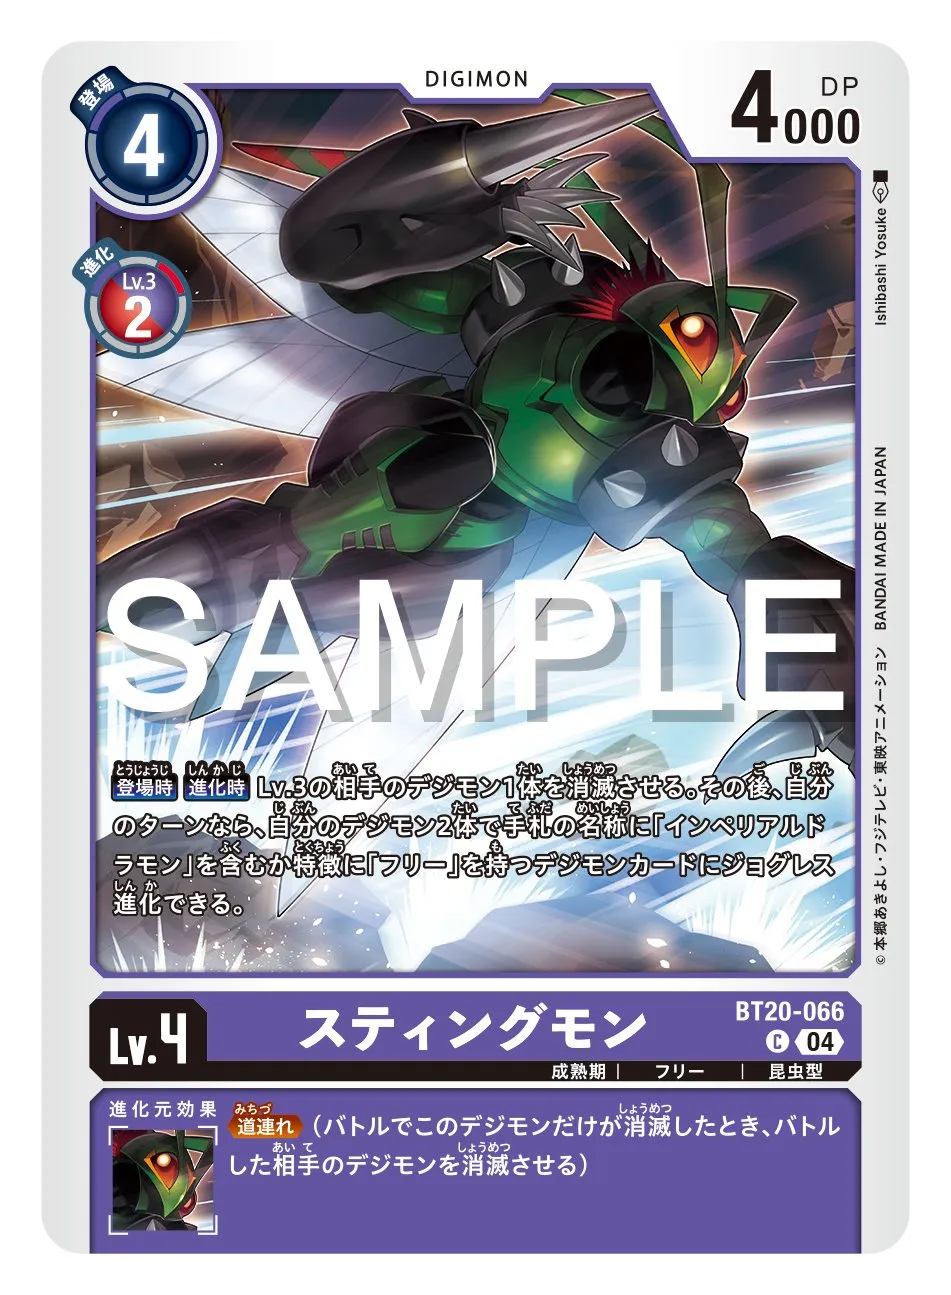 DIGIMON
登場
4
4000
DP
進化
Lv.3
2
Ishibashi Yosuke
SAMPLE
登場時 進化時 Lv.3の相手のデジモン1体を消滅させる。その後、自分
のターンなら、自分のデジモン2体で手札の名称に「インペリアルド
ラモン」を含むか特徴に「フリー」を持つデジモンカードにジョグレス
進化できる。
©本郷あきよし・フジテレビ・東映アニメーション BANDAI MADE IN JAPAN
Lv.4
スティングモン
BT20-066
C 04
成熟期 | フリー | 昆虫型
進化元効果
道連れ (バトルでこのデジモンだけが消滅したとき、バトル
した相手のデジモンを消滅させる)